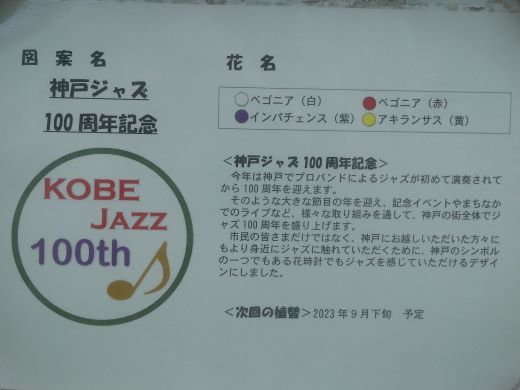 図案名
神戸ジャズ
100周年記念
KOBE
JAZZ
100th
花名
ベゴニア（白） ベゴニア（赤）
インパチェンス（紫） アキランサス（黄）
＜神戸ジャズ100周年記念＞
今年は神戸でプロバンドによるジャズが初めて演奏されて
から100周年を迎えます。
そのような大きな節目の年を迎え、記念イベントやまちなか
でのライブなど、様々な取り組みを通して、神戸の街全体でジ
ャズ100周年を盛り上げます。
市民の皆さまだけではなく、神戸にお越しいただいた方々に
もより身近にジャズに触れていただくために、神戸のシンボル
の一つでもある花時計でもジャズを感じていただけるデザイ
ンにしました。
＜次回の植替＞2023年9月下旬 予定